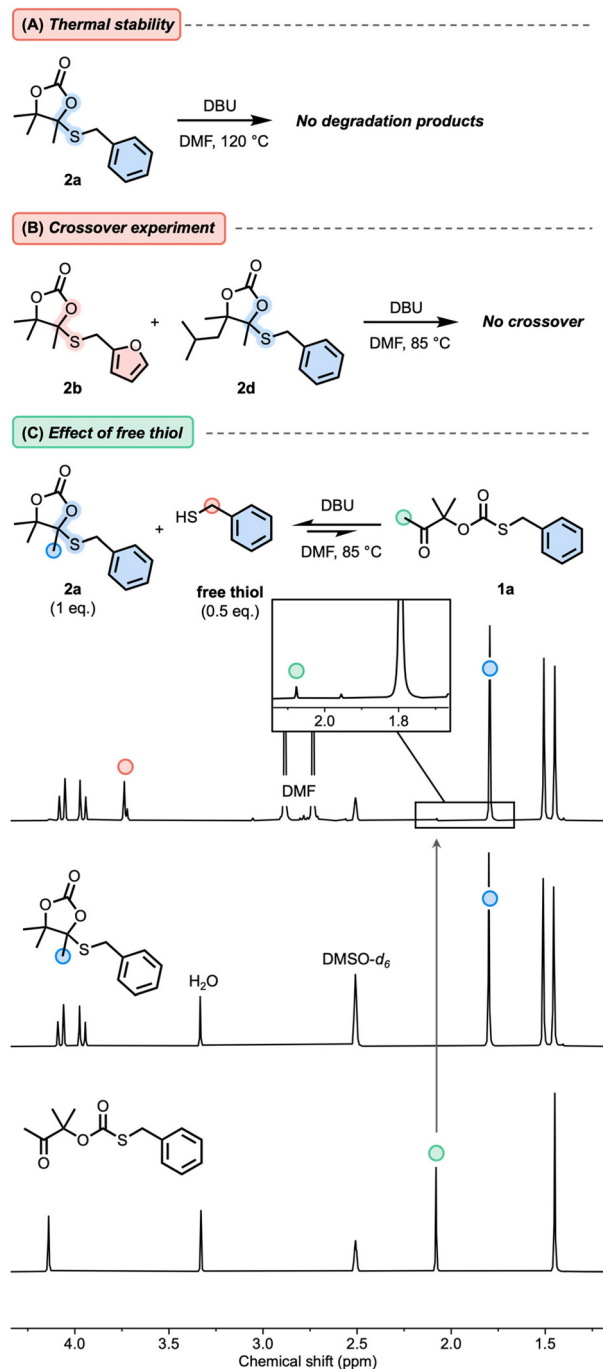 (A) Thermal stability
O
O
O
S
2a
DBU
DMF, 120 °C
No degradation products
(B) Crossover experiment
O
O
O
S
O
2b
+
O
O
O
S
2d
DBU
DMF, 85 °C
No crossover
(C) Effect of free thiol
O
O
O
S
2a
(1 eq.)
+
HS
free thiol
(0.5 eq.)
DBU
DMF, 85 °C
O
O
O
S
1a
2.0 1.8
DMF
O
O
O
S
H2O
DMSO-d6
O
O
O
S
4.0 3.5 3.0 2.5 2.0 1.5
Chemical shift (ppm)